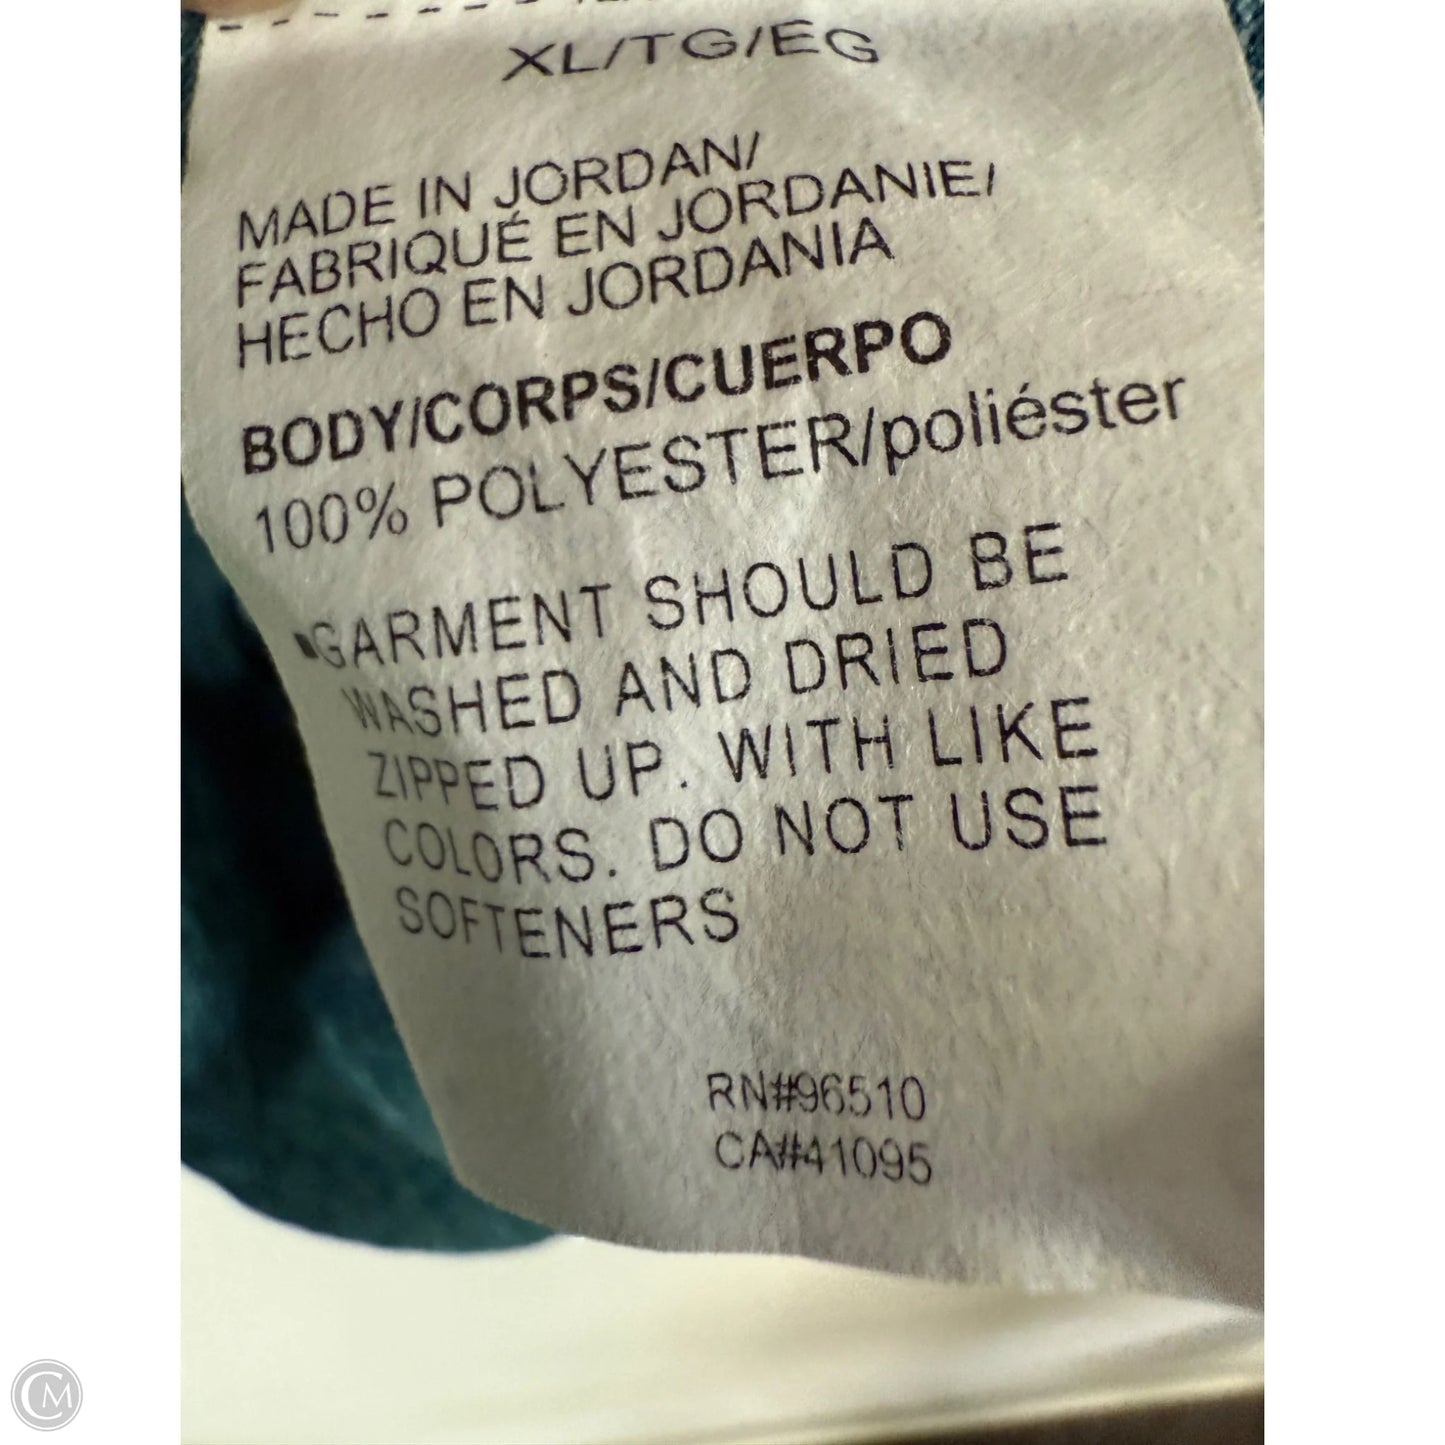 XL/TG/EG
MADE IN JORDAN/
FABRIQUÉ EN JORDANIE/
HECHO EN JORDANIA
BODY/CORPS/CUERPO
100% POLYESTER/poliéster
GARMENT SHOULD BE
WASHED AND DRIED
ZIPPED UP. WITH LIKE
COLORS. DO NOT USE
SOFTENERS
RN#96510
CA#41095
CM